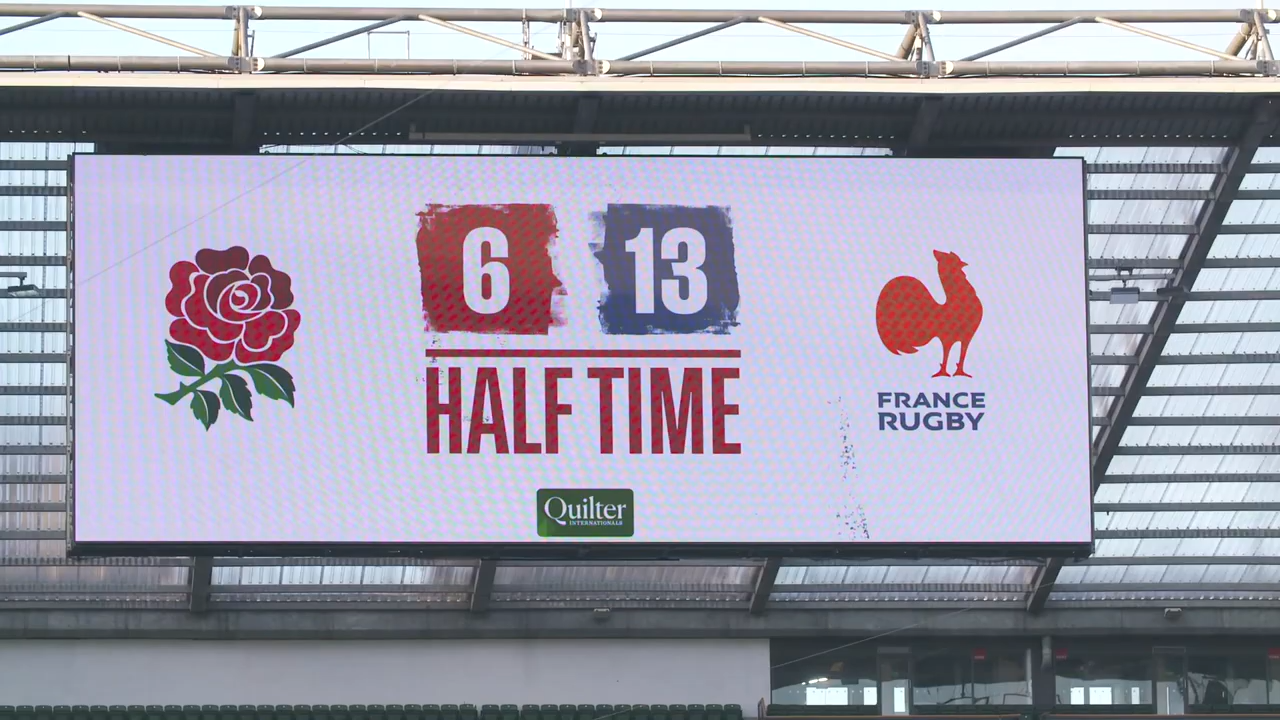 6 13
HALF TIME
FRANCE
RUGBY
Quilter
INTERNATIONALS